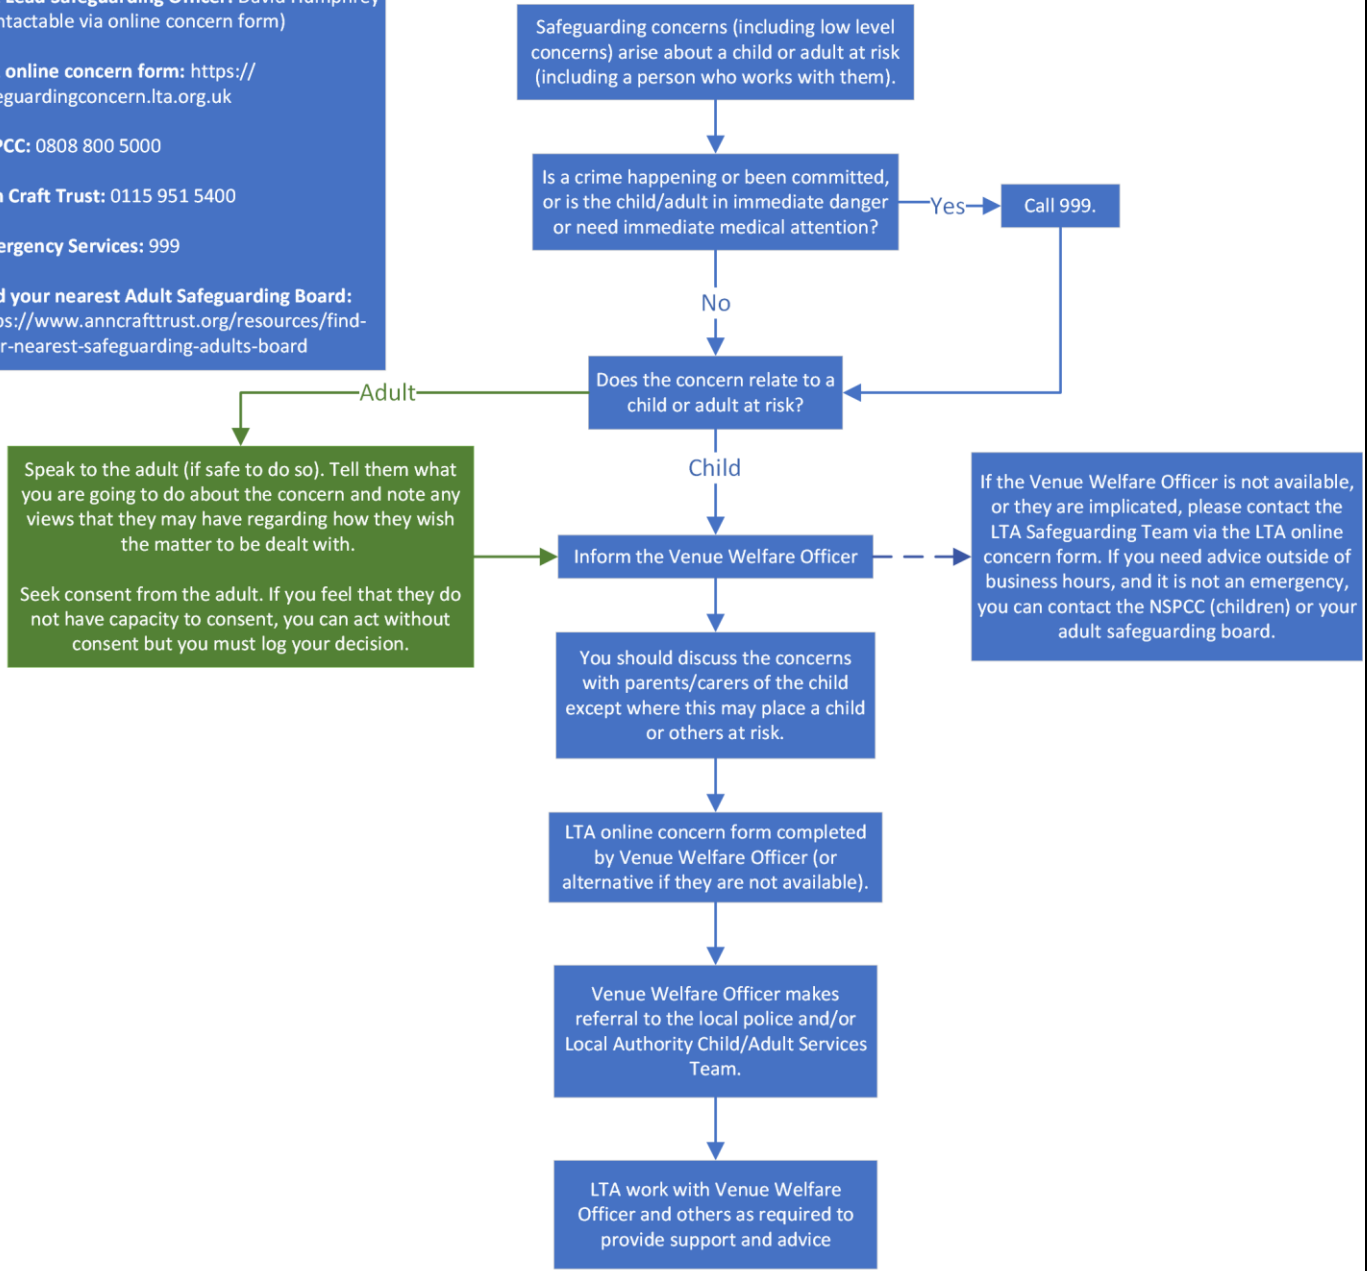 Lead Safeguarding Officer: David Humphrey
contactable via online concern form)
online concern form: https://
safeguardingconcern.lta.org.uk
NSPCC: 0808 800 5000
Ann Craft Trust: 0115 951 5400
Emergency Services: 999
Find your nearest Adult Safeguarding Board:
https://www.anncrafttrust.org/resources/find-
your-nearest-safeguarding-adults-board
Safeguarding concerns (including low level
concerns) arise about a child or adult at risk
(including a person who works with them).
Is a crime happening or been committed,
or is the child/adult in immediate danger
or need immediate medical attention?
Yes
Call 999.
No
Does the concern relate to a
child or adult at risk?
Adult
Child
Speak to the adult (if safe to do so). Tell them what
you are going to do about the concern and note any
views that they may have regarding how they wish
the matter to be dealt with.
Seek consent from the adult. If you feel that they do
not have capacity to consent, you can act without
consent but you must log your decision.
Inform the Venue Welfare Officer
If the Venue Welfare Officer is not available,
or they are implicated, please contact the
LTA Safeguarding Team via the LTA online
concern form. If you need advice outside of
business hours, and it is not an emergency,
you can contact the NSPCC (children) or your
adult safeguarding board.
You should discuss the concerns
with parents/carers of the child
except where this may place a child
or others at risk.
LTA online concern form completed
by Venue Welfare Officer (or
alternative if they are not available).
Venue Welfare Officer makes
referral to the local police and/or
Local Authority Child/Adult Services
Team.
LTA work with Venue Welfare
Officer and others as required to
provide support and advice